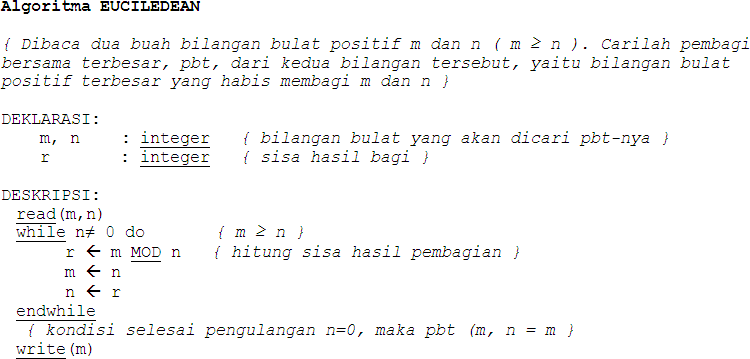 Algoritma EUCILEDEAN
{ Dibaca dua buah bilangan bulat positif m dan n ( m ≥ n ). Carilah pembagi
bersama terbesar, pbt, dari kedua bilangan tersebut, yaitu bilangan bulat
positif terbesar yang habis membagi m dan n }
DEKLARASI:
m, n : integer { bilangan bulat yang akan dicari pbt-nya }
r : integer { sisa hasil bagi }
DESKRIPSI:
read(m,n)
while n≠ 0 do { m ≥ n }
r ← m MOD n { hitung sisa hasil pembagian }
m ← n
n ← r
endwhile
{ kondisi selesai pengulangan n=0, maka pbt (m, n = m }
write(m)